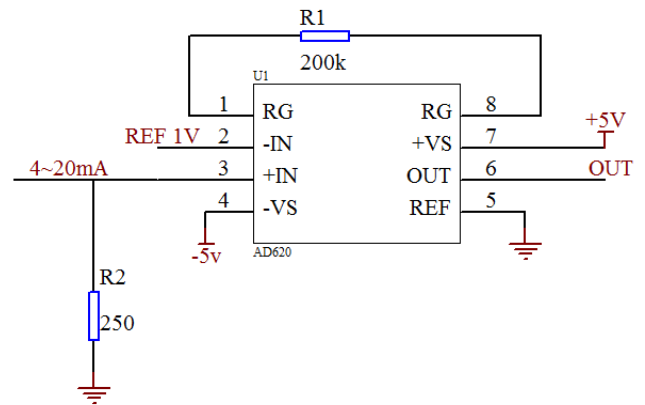 R1
200k
U1
1 RG RG 8
REF 1V 2 -IN +VS 7 +5V
4~20mA 3 +IN OUT 6 OUT
4 -VS REF 5
-5v
AD620
R2
250